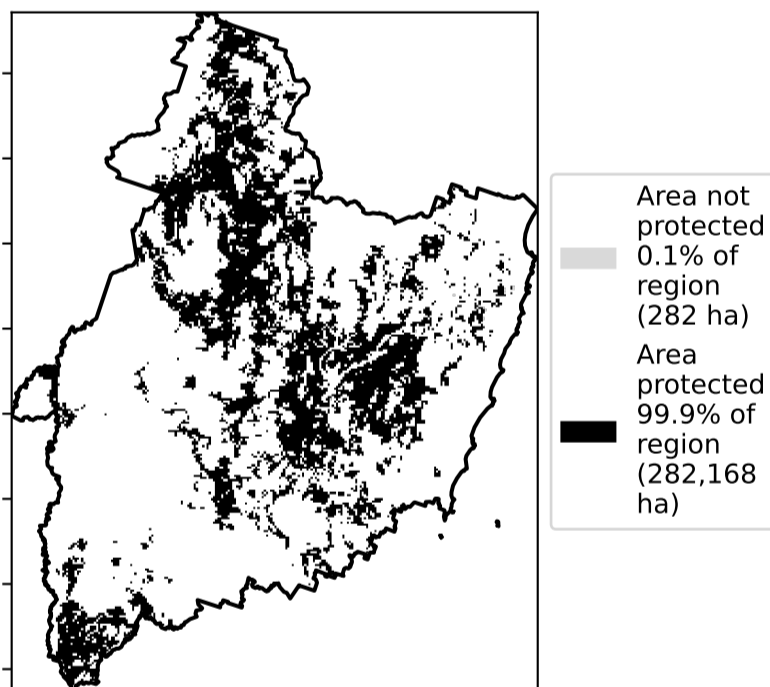 Area not
protected
0.1% of
region
(282 ha)
Area
protected
99.9% of
region
(282,168
ha)